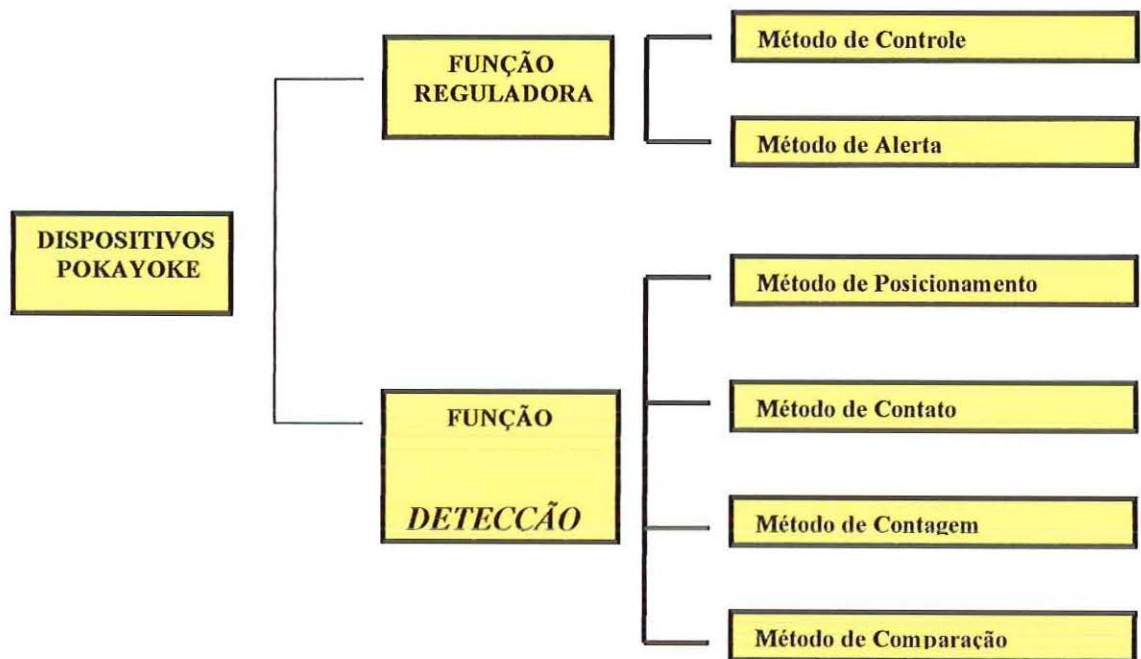 FUNÇÃO
REGULADORA
Método de Controle
Método de Alerta
DISPOSITIVOS
POKAYOKE
Método de Posicionamento
FUNÇÃO
DETECCÃO
Método de Contato
Método de Contagem
Método de Comparação